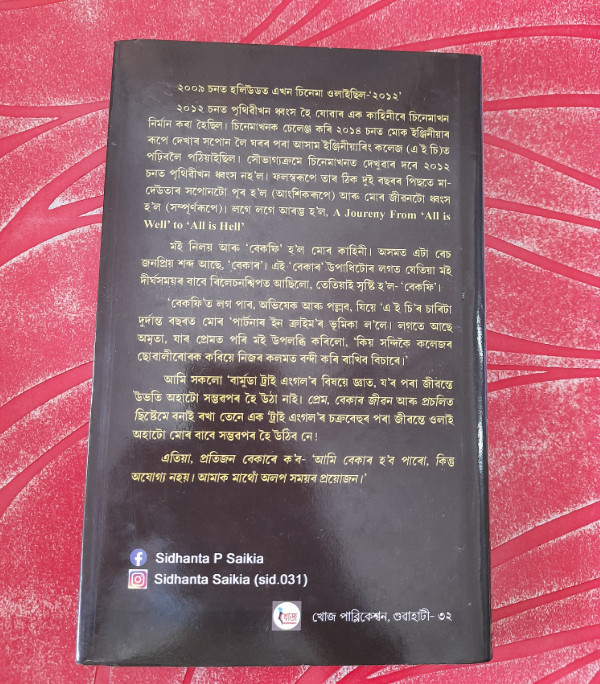 ২০০৯ চনত হলিউডত এখন চিনেমা ওলাইছিল-‘২০১২’
২০১২ চনত পৃথিৱীখন ধ্বংস হৈ যোৱাৰ এক কাহিনীৰে চিনেমাখন
নিৰ্মান কৰা হৈছিল। চিনেমাখনক চেলেঞ্জ কৰি ২০১৪ চনত মোক ইঞ্জিনীয়াৰ
ৰূপে দেখাৰ সপোন লৈ ঘৰৰ পৰা আসাম ইঞ্জিনীয়াৰিং কলেজ (এ ই চি)ত
পঢ়িবলৈ পঠিয়াইছিল। সৌভাগ্যক্ৰমে চিনেমাখনত দেখুৱাৰ দৰে ২০১২
চনত পৃথিৱীখন ধ্বংস নহ’ল। ফলস্বৰূপে তাৰ ঠিক দুই বছৰৰ পিছতে মা-
দেউতাৰ সপোনটো পূৰ হ’ল (আংশিকৰূপে) আৰু মোৰ জীৱনটো ধ্বংস
হ’ল (সম্পূৰ্ণৰূপে)। লগে লগে আৰম্ভ হ’ল, A Joureny From ‘All is
Well’ to ‘All is Hell’
মই নিলয় আৰু ‘বেকফি’ হ’ল মোৰ কাহিনী। অসমত এটা বেচ
জনপ্ৰিয় শব্দ আছে, ‘বেকাৰ’। এই ‘বেকাৰ’ উপাধিটোৰ লগত যেতিয়া মই
দীৰ্ঘসময়ৰ বাবে ৰিলেচনশ্বিপত আছিলো, তেতিয়াই সৃষ্টি হ’ল- ‘বেকফি’।
‘বেকফি’ত লগ পাব, অভিষেক আৰু পল্লৱ, যিয়ে ‘এ ই চি’ৰ চাৰিটা
দুৰ্দান্ত বছৰত মোৰ ‘পাৰ্টনাৰ ইন ক্ৰাইম’ৰ ভূমিকা ল’লে। লগতে আছে
অমৃতা, যাৰ প্ৰেমত পৰি মই উপলব্ধি কৰিলো, ‘কিয় সন্দিকৈ কলেজৰ
ছোৱালীবোৰক কবিয়ে নিজৰ কলমত বন্দী কৰি ৰাখিব বিচাৰে।’
আমি সকলো ‘বাৰ্মুডা ট্ৰাই এংগল’ৰ বিষয়ে জ্ঞাত, য’ৰ পৰা জীৱন্তে
উভতি অহাটো সম্ভৱপৰ হৈ উঠা নাই। প্ৰেম, বেকাৰ জীৱন আৰু প্ৰচলিত
ছিষ্টেমে বনাই ৰখা তেনে এক ‘ট্ৰাই এংগল’ৰ চক্ৰবেহুৰ পৰা জীৱন্তে ওলাই
অহাটো মোৰ বাবে সম্ভৱপৰ হৈ উঠিব নে!
এতিয়া, প্ৰতিজন বেকাৰে ক’ব- ‘আমি বেকাৰ হ’ব পাৰো, কিন্তু
অযোগ্য নহয়। আমাক মাথোঁ অলপ সময়ৰ প্ৰয়োজন।’
Sidhanta P Saikia
Sidhanta Saikia (sid.031)
খোজ পাব্লিকেশ্বন, গুৱাহাটী- ৩২